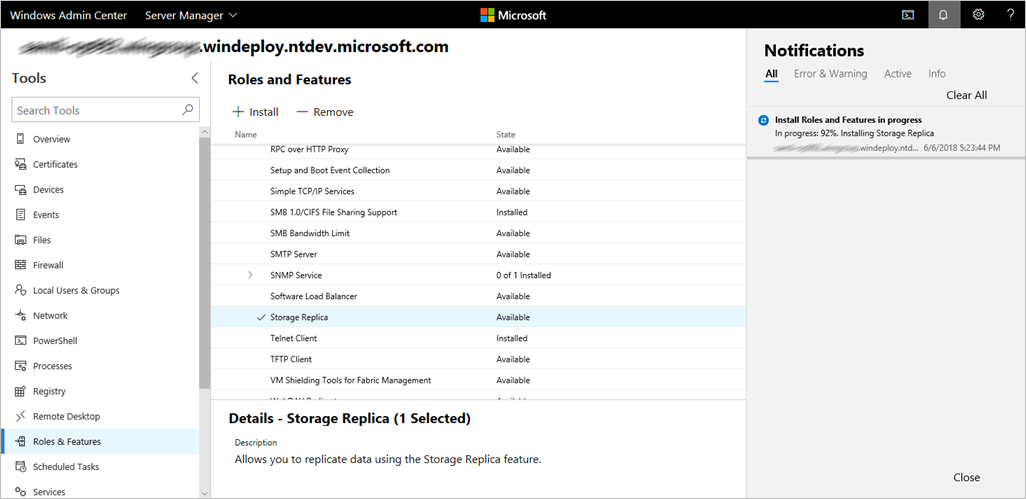 Windows Admin Center Server Manager Microsoft ?
.windeploy.ntdev.microsoft.com
Tools
Search Tools
Overview
Certificates
Devices
Events
Files
Firewall
Local Users & Groups
Network
PowerShell
Processes
Registry
Remote Desktop
Roles & Features
Scheduled Tasks
Services
Roles and Features
Install Remove
Name State
RPC over HTTP Proxy Available
Setup and Boot Event Collection Available
Simple TCP/IP Services Available
SMB 1.0/CIFS File Sharing Support Installed
SMB Bandwidth Limit Available
SMTP Server Available
SNMP Service 0 of 1 Installed
Software Load Balancer Available
Storage Replica Available
Telnet Client Installed
TFTP Client Available
VM Shielding Tools for Fabric Management Available
Details - Storage Replica (1 Selected)
Description
Allows you to replicate data using the Storage Replica feature.
Notifications
All Error & Warning Active Info
Clear All
Install Roles and Features in progress
In progress: 92%. Installing Storage Replica
.windeploy.ntd... 6/6/2018 5:23:44 PM
Close